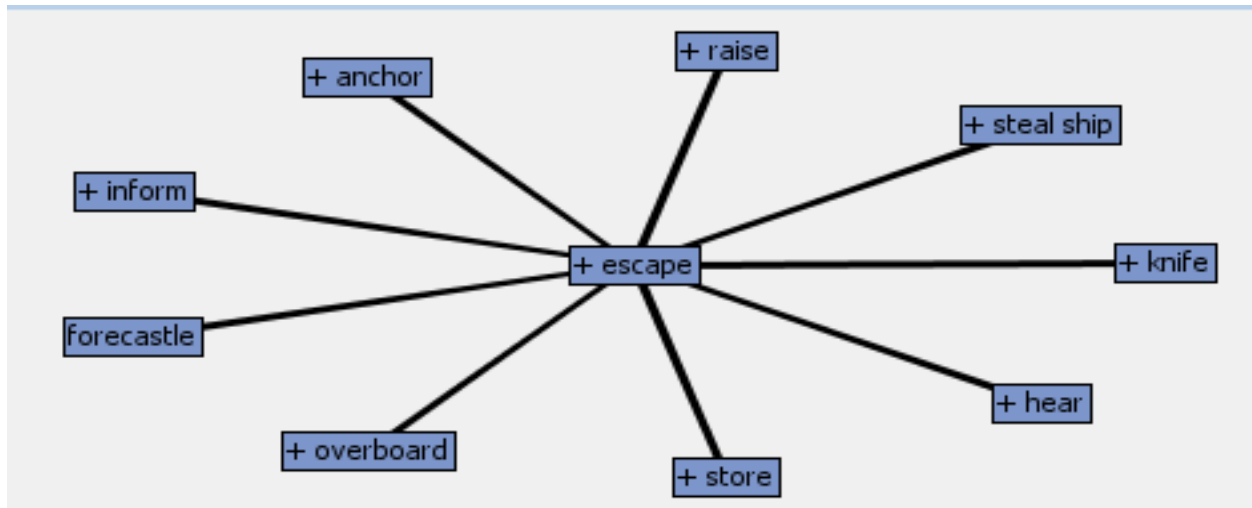 + raise
+ anchor
+ steal ship
+ inform
+ escape
+ knife
forecastle
+ hear
+ overboard
+ store